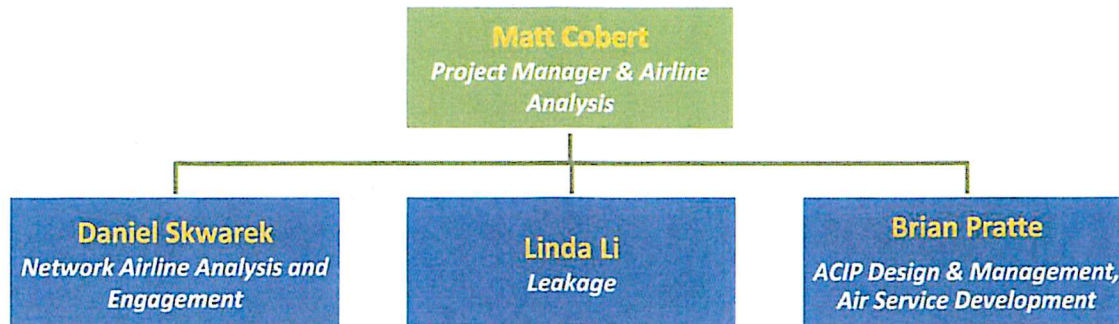 Matt Cobert
Project Manager & Airline
Analysis
Daniel Skwarek
Network Airline Analysis and
Engagement
Linda Li
Leakage
Brian Pratte
ACIP Design & Management,
Air Service Development